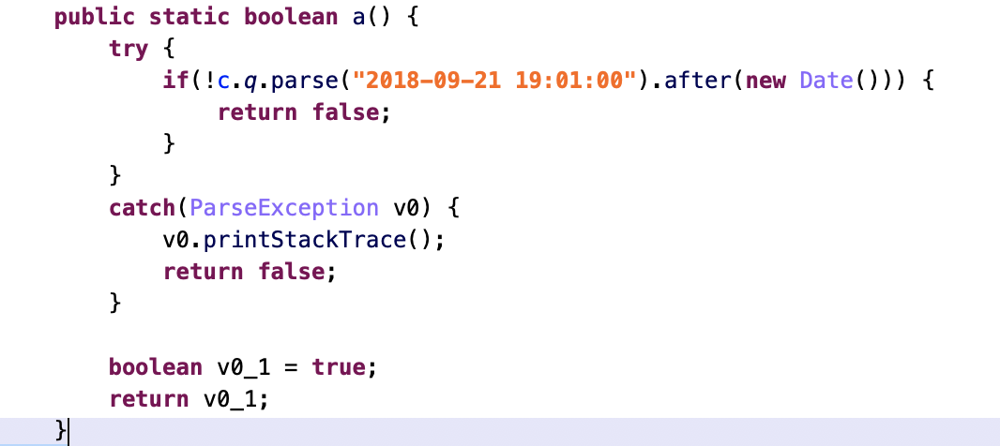 public static boolean a() {
try {
if(!c.q.parse("2018-09-21 19:01:00").after(new Date())) {
return false;
}
}
catch(ParseException v0) {
v0.printStackTrace();
return false;
}
boolean v0_1 = true;
return v0_1;
}